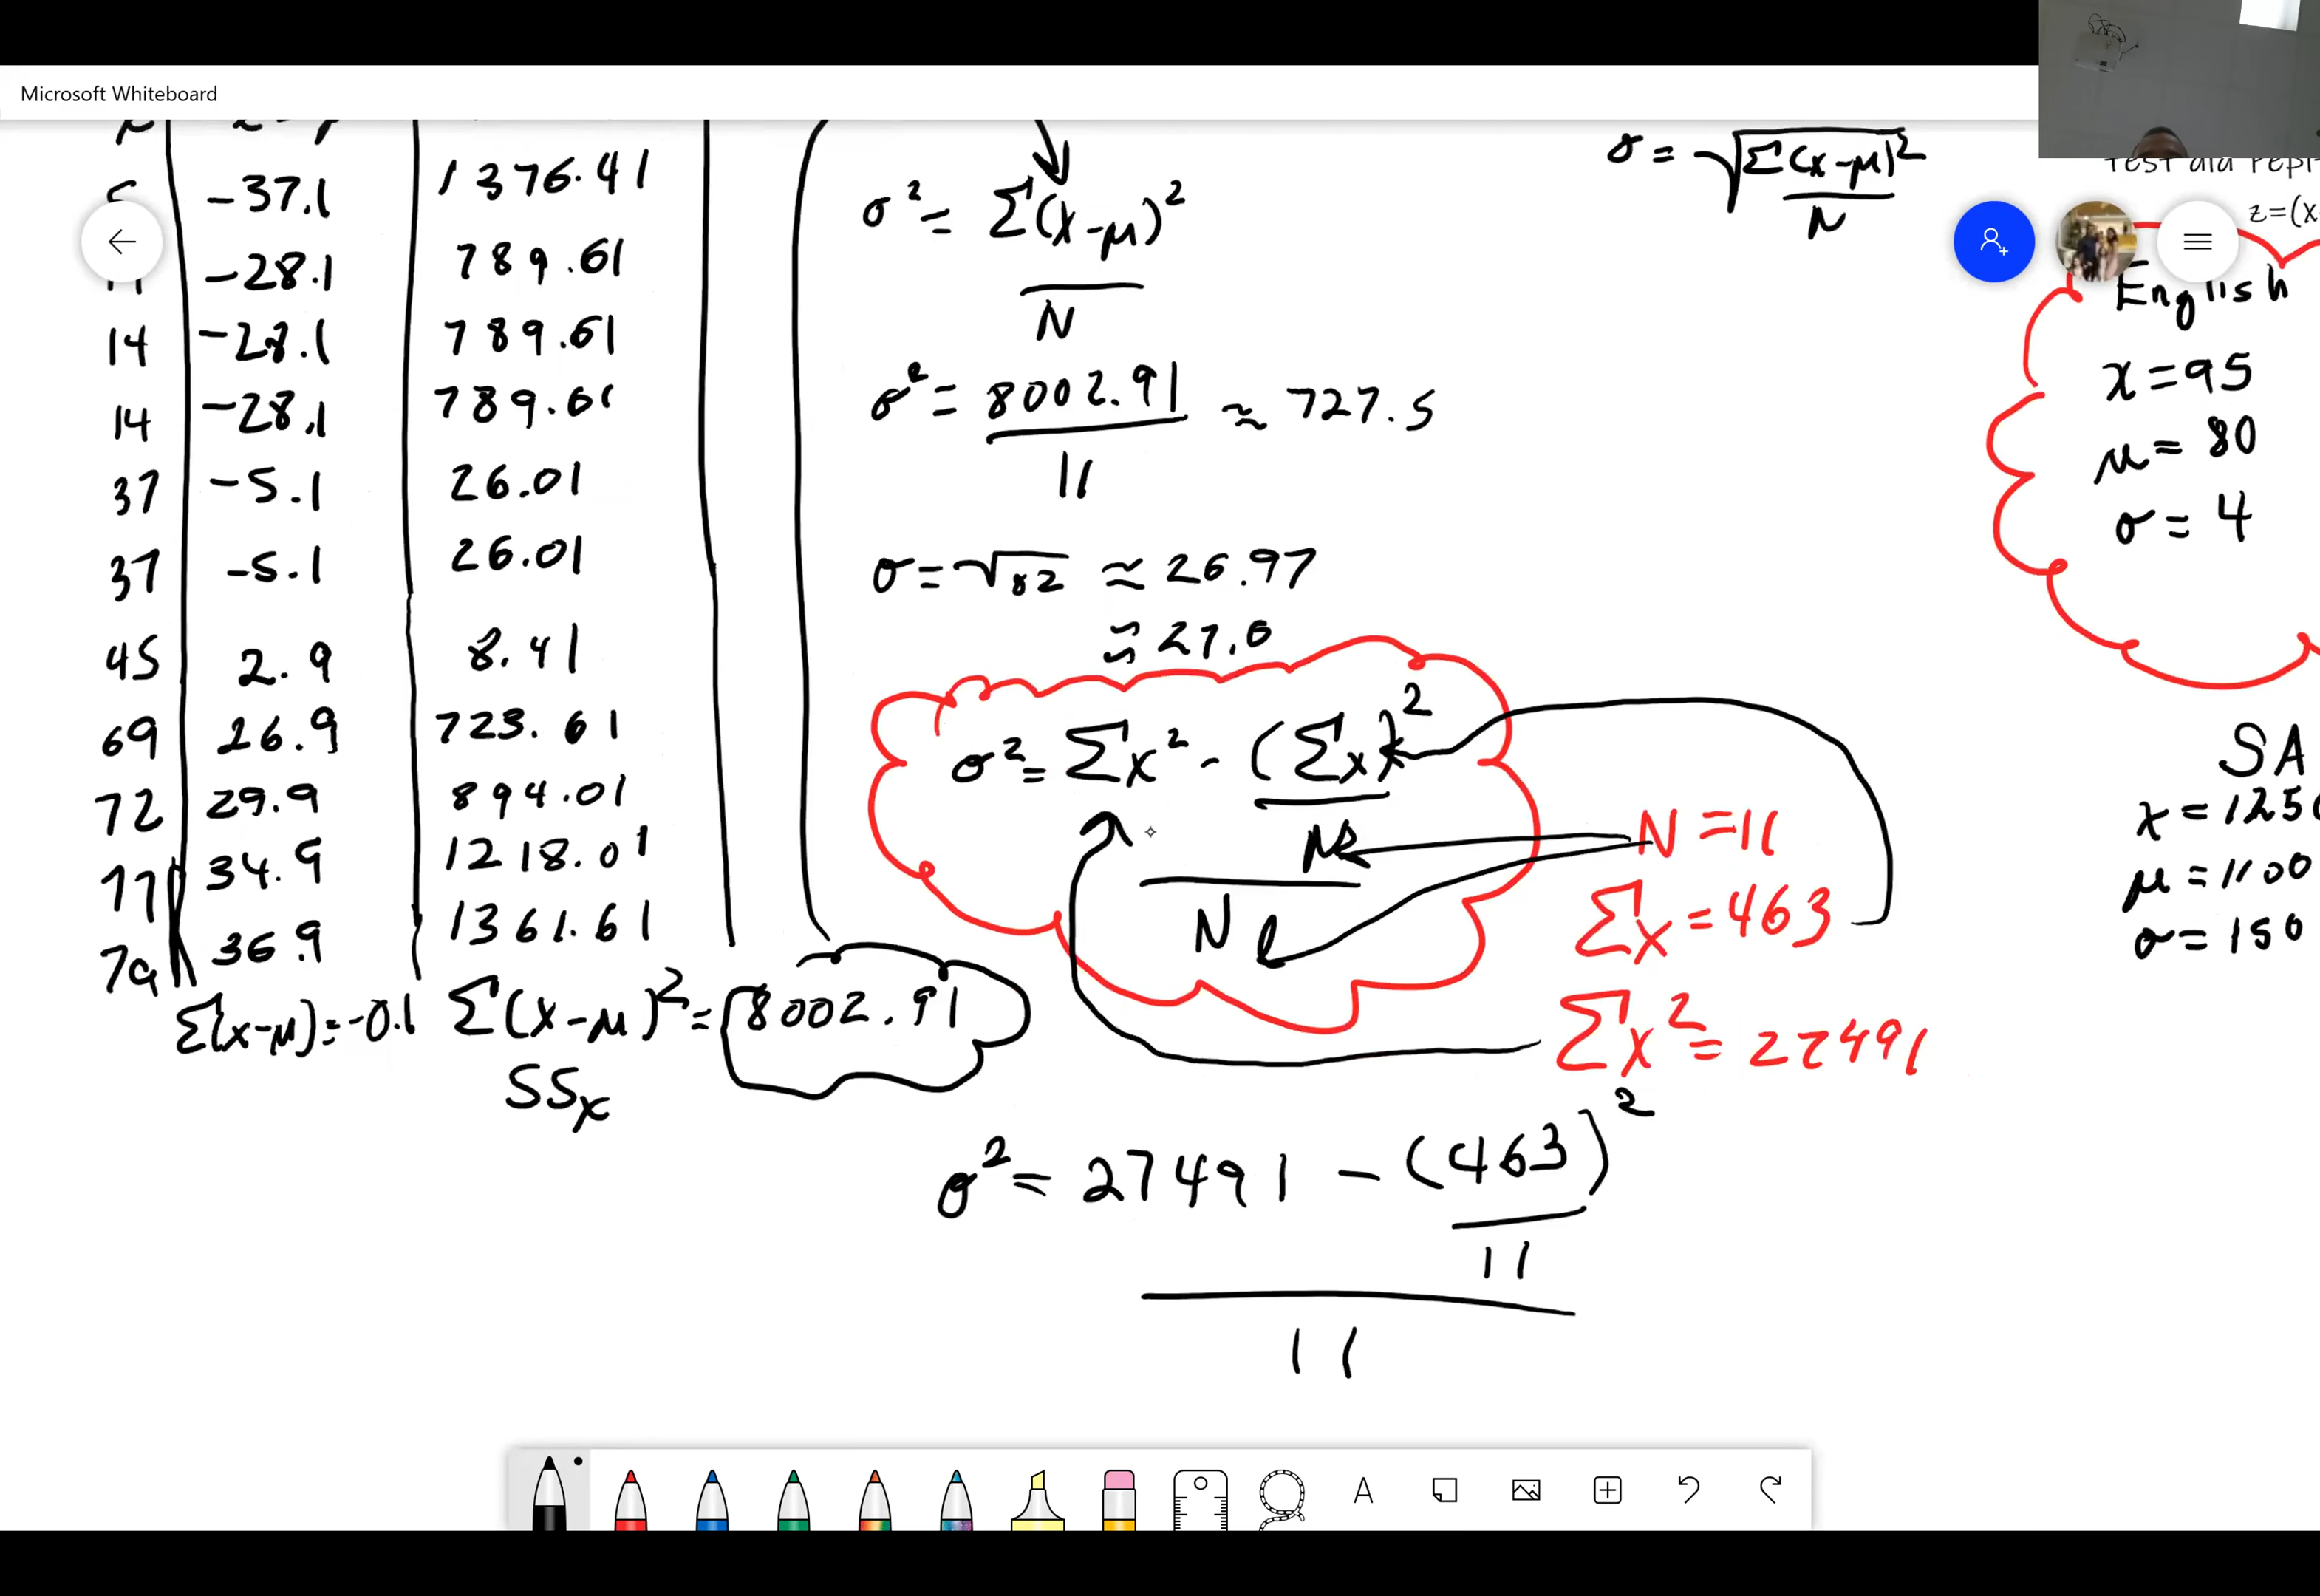 Microsoft Whiteboard
-37.1 1376.41
-28.1 789.61
14 -28.1 789.61
14 -28.1 789.61
37 -5.1 26.01
37 -5.1 26.01
45 2.9 8.41
69 26.9 723.61
72 29.9 894.01
77 34.9 1218.01
79 36.9 1361.61
Σ(x-μ)=-0.1 Σ(x-μ)²= 8002.91
SSx
σ²= Σ(x-μ)²
N
σ²= 8002.91 ≈ 727.5
11
σ=√σ2 ≈ 26.97
≈ 27.0
σ²= Σx² - (Σx)²
N
N
N=11
Σx=463
Σx²=27491
σ²= 27491 - (463)²
11
11
σ= √Σ(x-μ)²
N
z=(x
English
x=95
μ=80
σ=4
SA
x=125
μ=1100
σ=150
A